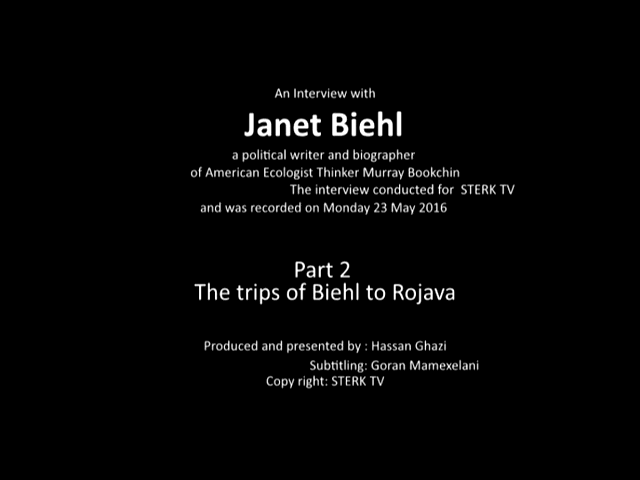 An Interview with
Janet Biehl
a political writer and biographer
of American Ecologist Thinker Murray Bookchin
The interview conducted for STERK TV
and was recorded on Monday 23 May 2016
Part 2
The trips of Biehl to Rojava
Produced and presented by : Hassan Ghazi
Subtitling: Goran Mamexelani
Copy right: STERK TV